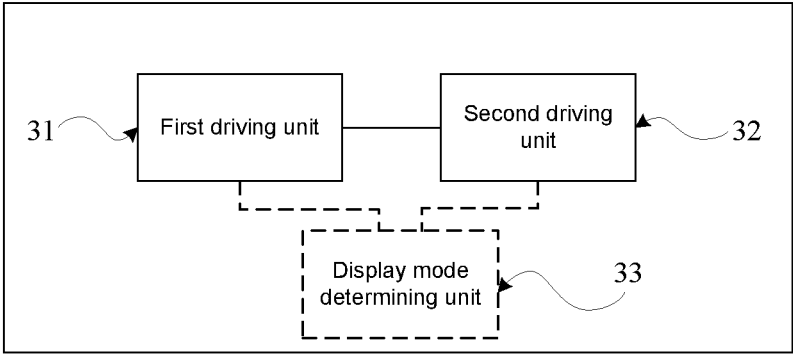 31
First driving unit
Second driving
unit
32
Display mode
determining unit
33